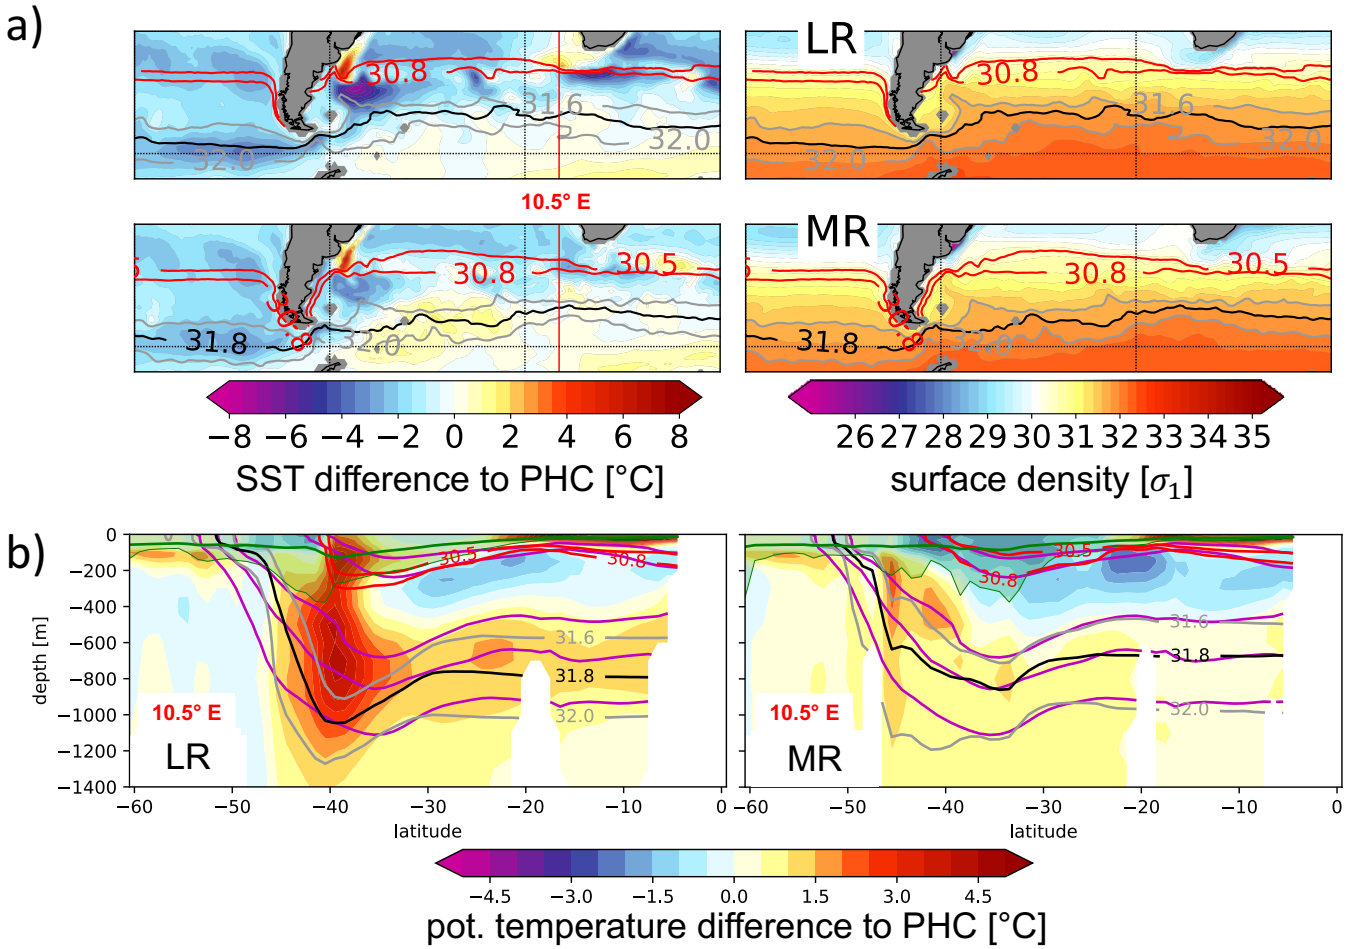 a)
LR
30.8
31.6
32.0
32.0
30.8
31.6
32.0
32.0
10.5° E
MR
30.8
30.5
31.8
32.0
30.8
30.5
31.8
32.0
−8 −6 −4 −2 0 2 4 6 8
SST difference to PHC [°C]
26 27 28 29 30 31 32 33 34 35
surface density [σ₁]
b)
0
−200
−400
−600
−800
−1000
−1200
−1400
depth [m]
30.5
30.8
31.6
31.8
32.0
10.5° E
LR
−60 −50 −40 −30 −20 −10 0
latitude
30.5
30.8
31.6
31.8
32.0
10.5° E
MR
−60 −50 −40 −30 −20 −10 0
latitude
−4.5 −3.0 −1.5 0.0 1.5 3.0 4.5
pot. temperature difference to PHC [°C]